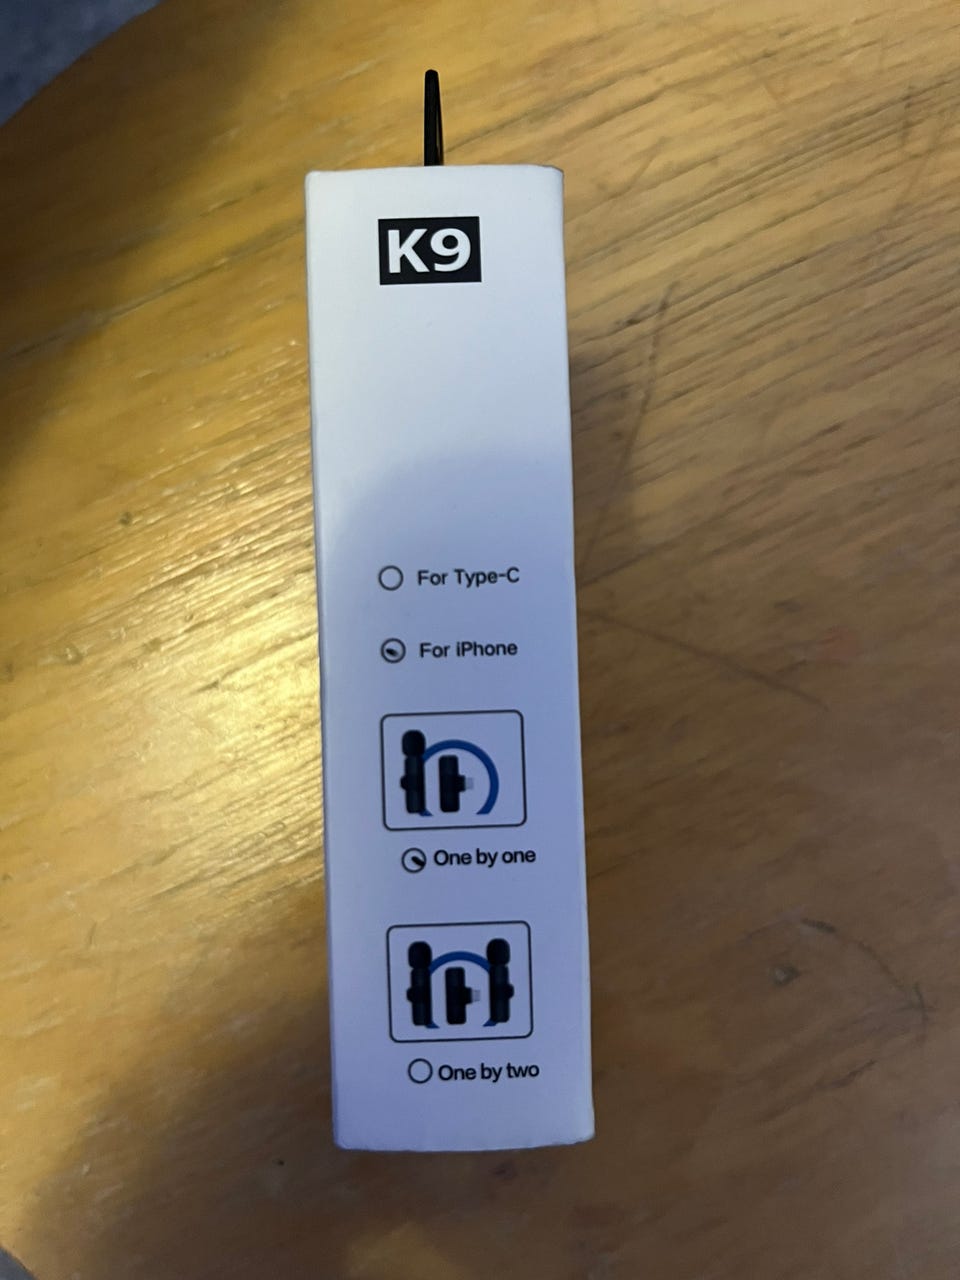 K9
For Type-C
For iPhone
One by one
One by two